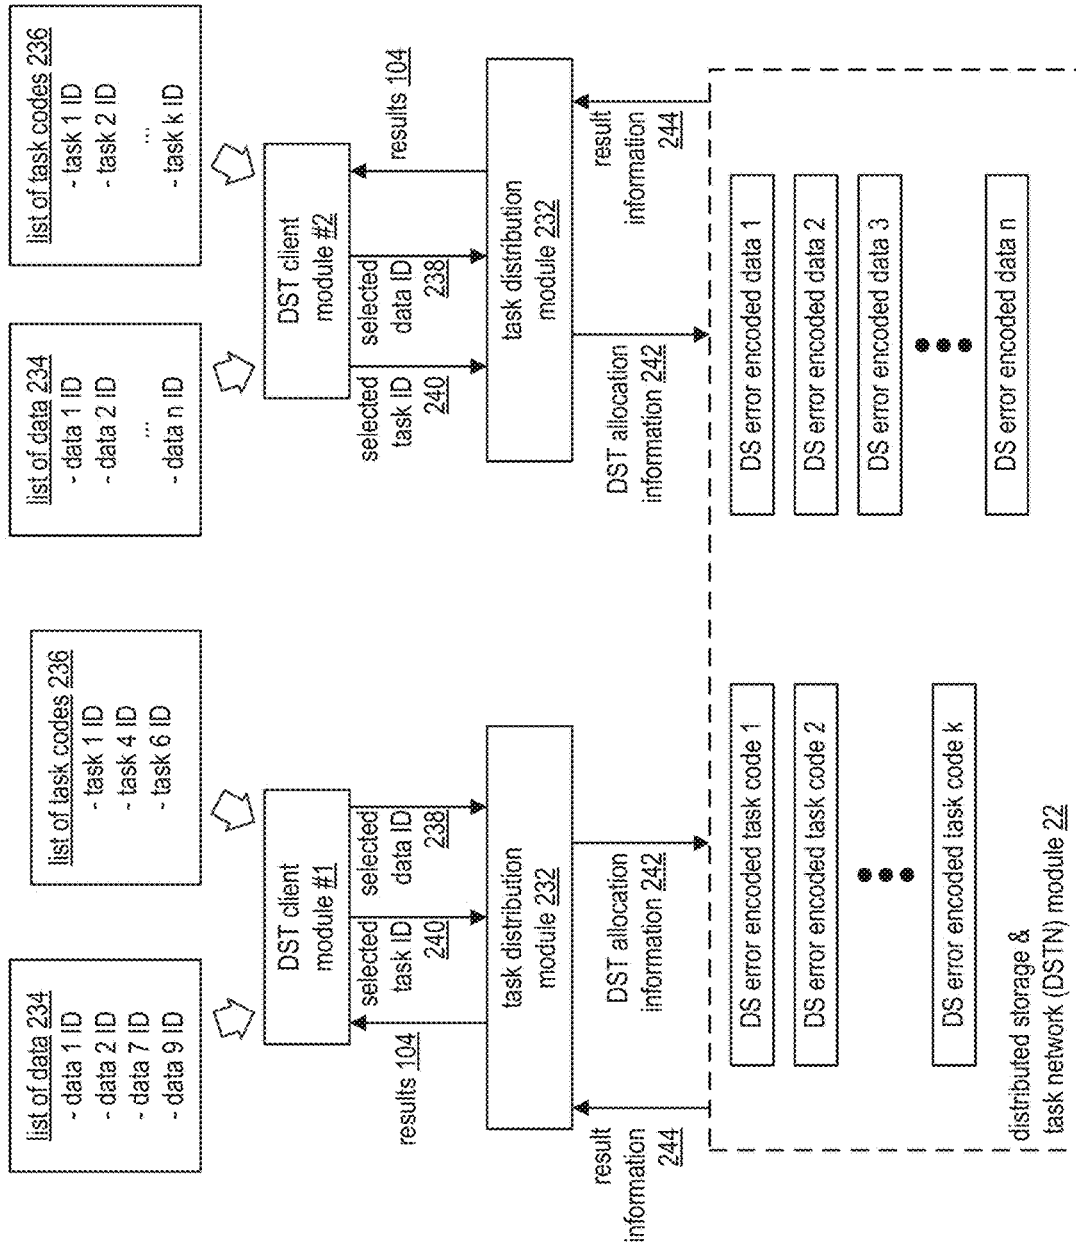 list of data 234
- data 1 ID
- data 2 ID
- data 7 ID
- data 9 ID
list of task codes 236
- task 1 ID
- task 4 ID
- task 6 ID
list of data 234
- data 1 ID
- data 2 ID
...
- data n ID
list of task codes 236
- task 1 ID
- task 2 ID
...
- task k ID
DST client
module #1
DST client
module #2
results 104
selected
task ID
240
selected
data ID
238
selected
task ID
240
selected
data ID
238
results 104
task distribution
module 232
task distribution
module 232
result
information
244
DST allocation
information 242
DST allocation
information 242
result
information
244
DS error encoded task code 1
DS error encoded task code 2
DS error encoded task code k
DS error encoded data 1
DS error encoded data 2
DS error encoded data 3
DS error encoded data n
distributed storage &
task network (DSTN) module 22